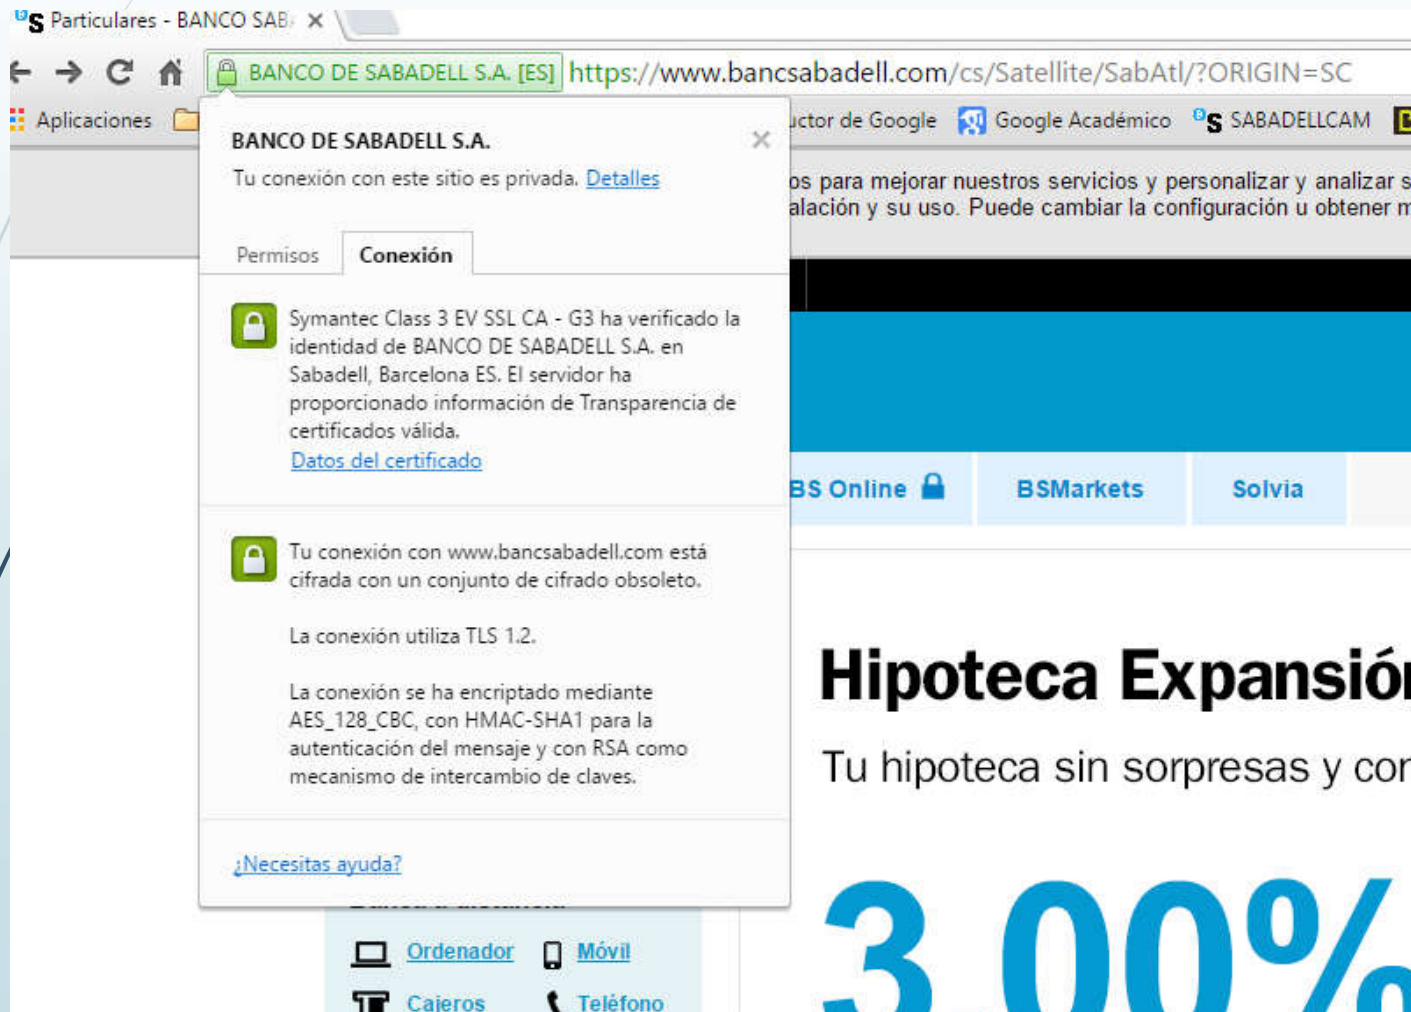 Particulares - BANCO SAB
BANCO DE SABADELL S.A. [ES] https://www.bancsabadell.com/cs/Satellite/SabAtl/?ORIGIN=SC
Aplicaciones
uctor de Google Google Académico SABADELLCAM
BANCO DE SABADELL S.A.
Tu conexión con este sitio es privada. Detalles
os para mejorar nuestros servicios y personalizar y analizar s
alación y su uso. Puede cambiar la configuración u obtener m
Permisos Conexión
Symantec Class 3 EV SSL CA - G3 ha verificado la
identidad de BANCO DE SABADELL S.A. en
Sabadell, Barcelona ES. El servidor ha
proporcionado información de Transparencia de
certificados válida.
Datos del certificado
BS Online BSMarkets Solvia
Tu conexión con www.bancsabadell.com está
cifrada con un conjunto de cifrado obsoleto.
La conexión utiliza TLS 1.2.
La conexión se ha encriptado mediante
AES_128_CBC, con HMAC-SHA1 para la
autenticación del mensaje y con RSA como
mecanismo de intercambio de claves.
¿Necesitas ayuda?
Hipoteca Expansión
Tu hipoteca sin sorpresas y con
3,00%
Ordenador Móvil
Cajeros Teléfono